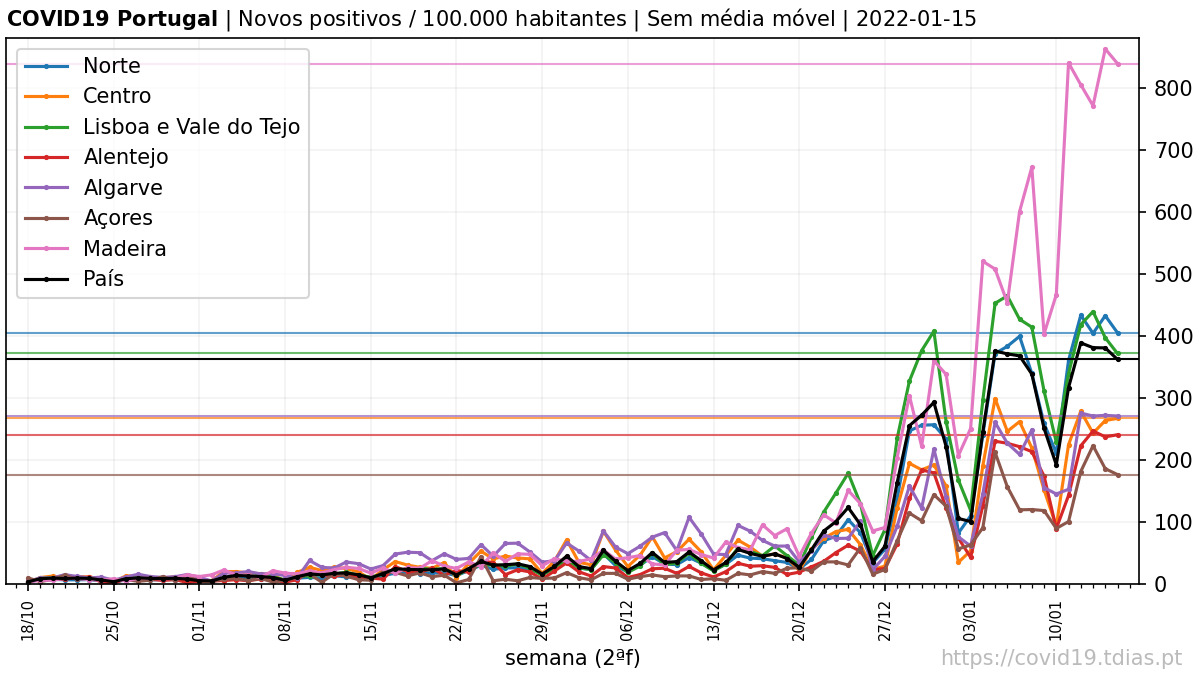 COVID19 Portugal | Novos positivos / 100.000 habitantes | Sem média móvel | 2022-01-15
Norte
Centro
Lisboa e Vale do Tejo
Alentejo
Algarve
Açores
Madeira
País
800
700
600
500
400
300
200
100
0
18/10
25/10
01/11
08/11
15/11
22/11
29/11
06/12
13/12
20/12
27/12
03/01
10/01
semana (2ªf)
https://covid19.tdias.pt